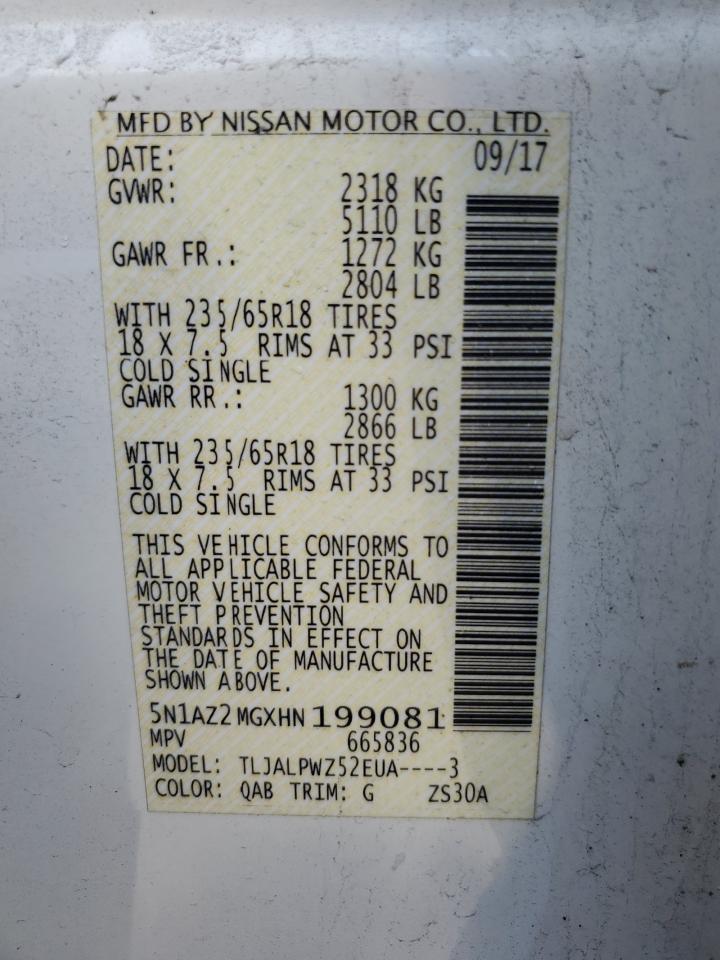 MFD BY NISSAN MOTOR CO., LTD.
DATE: 09/17
GVWR: 2318 KG
5110 LB
GAWR FR.: 1272 KG
2804 LB
WITH 235/65R18 TIRES
18 X 7.5 RIMS AT 33 PSI
COLD SINGLE
GAWR RR.: 1300 KG
2866 LB
WITH 235/65R18 TIRES
18 X 7.5 RIMS AT 33 PSI
COLD SINGLE
THIS VEHICLE CONFORMS TO
ALL APPLICABLE FEDERAL
MOTOR VEHICLE SAFETY AND
THEFT PREVENTION
STANDARDS IN EFFECT ON
THE DATE OF MANUFACTURE
SHOWN ABOVE.
5N1AZ2MGXHN199081
MPV 665836
MODEL: TLJALPWZ52EUA----3
COLOR: QAB TRIM: G ZS30A